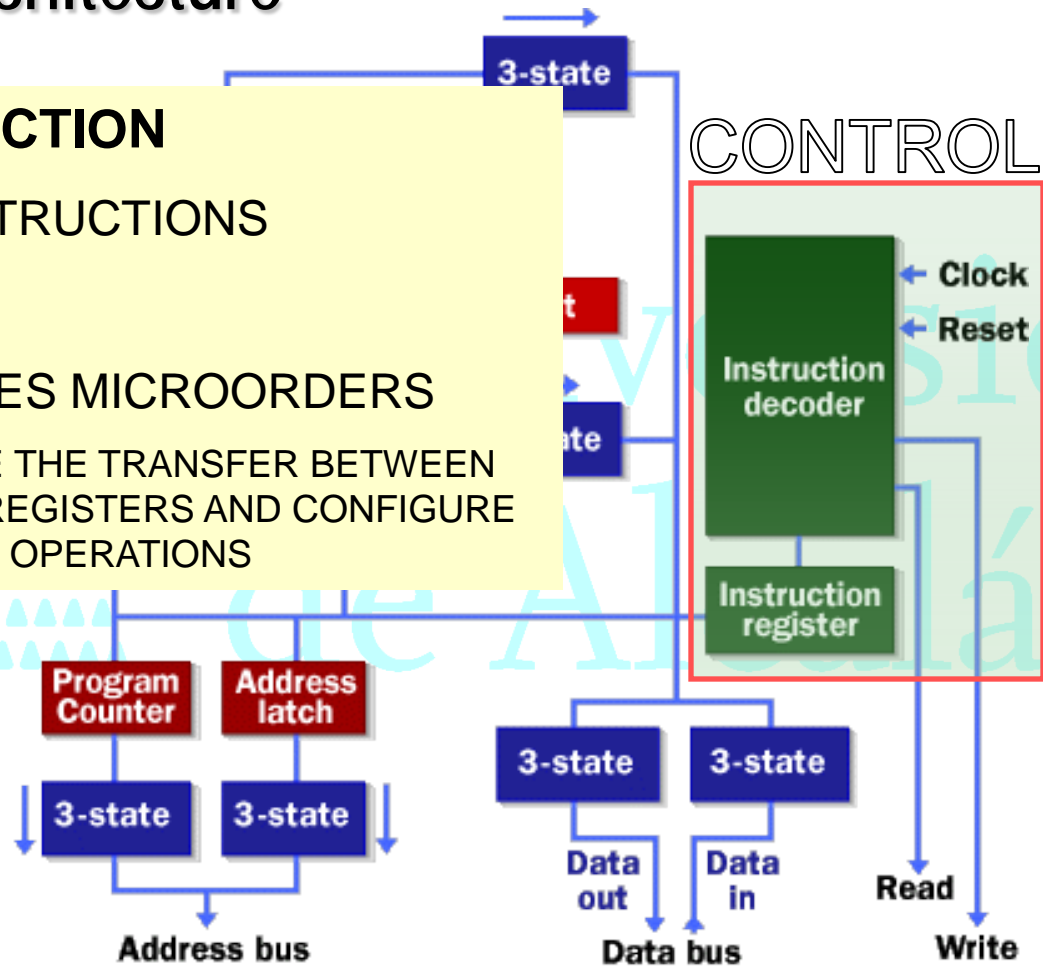 3-state
CTION
TRUCTIONS
ES MICROORDERS
THE TRANSFER BETWEEN
REGISTERS AND CONFIGURE
OPERATIONS
CONTROL
Clock
Reset
Instruction
decoder
Instruction
register
Program
Counter
Address
latch
3-state
3-state
3-state
3-state
Data
out
Data
in
Read
Write
Address bus
Data bus
de Alcalá